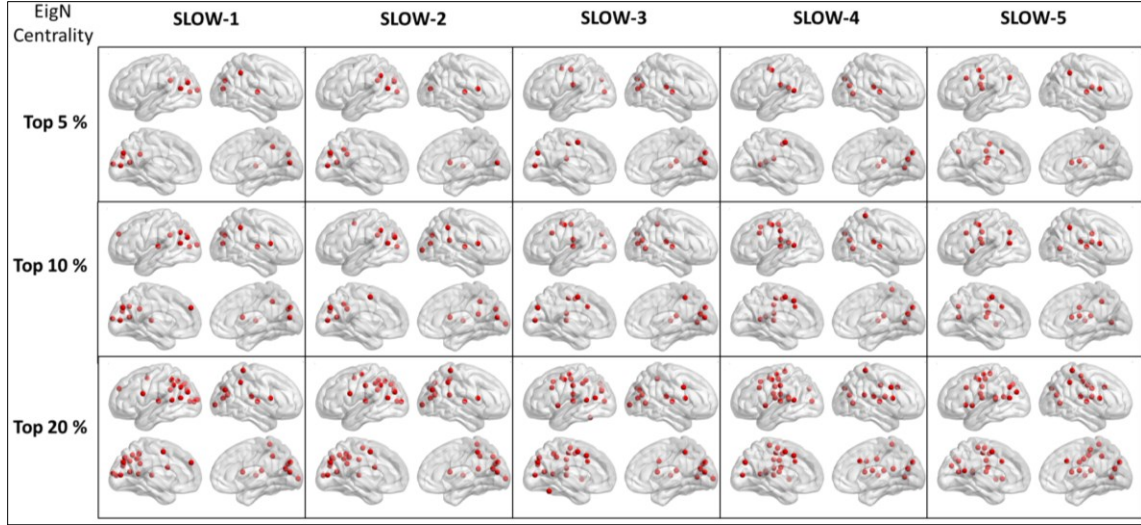 EigN
Centrality
SLOW-1
SLOW-2
SLOW-3
SLOW-4
SLOW-5
Top 5 %
Top 10 %
Top 20 %